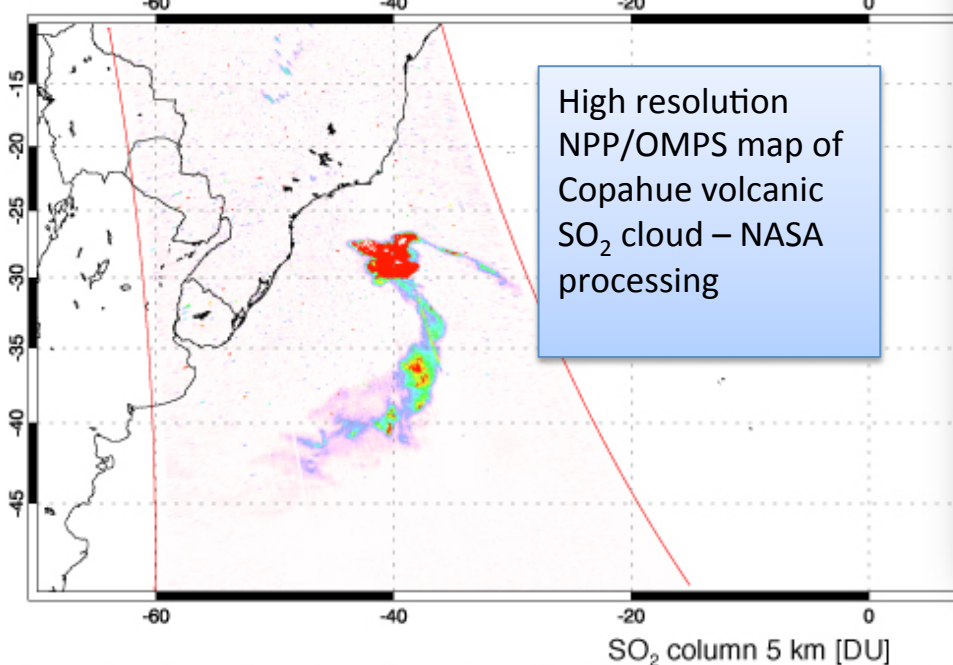 -60 -40 -20 0
-15
-20
-25
-30
-35
-40
-45
High resolution
NPP/OMPS map of
Copahue volcanic
SO₂ cloud – NASA
processing
-60 -40 -20 0
SO₂ column 5 km [DU]